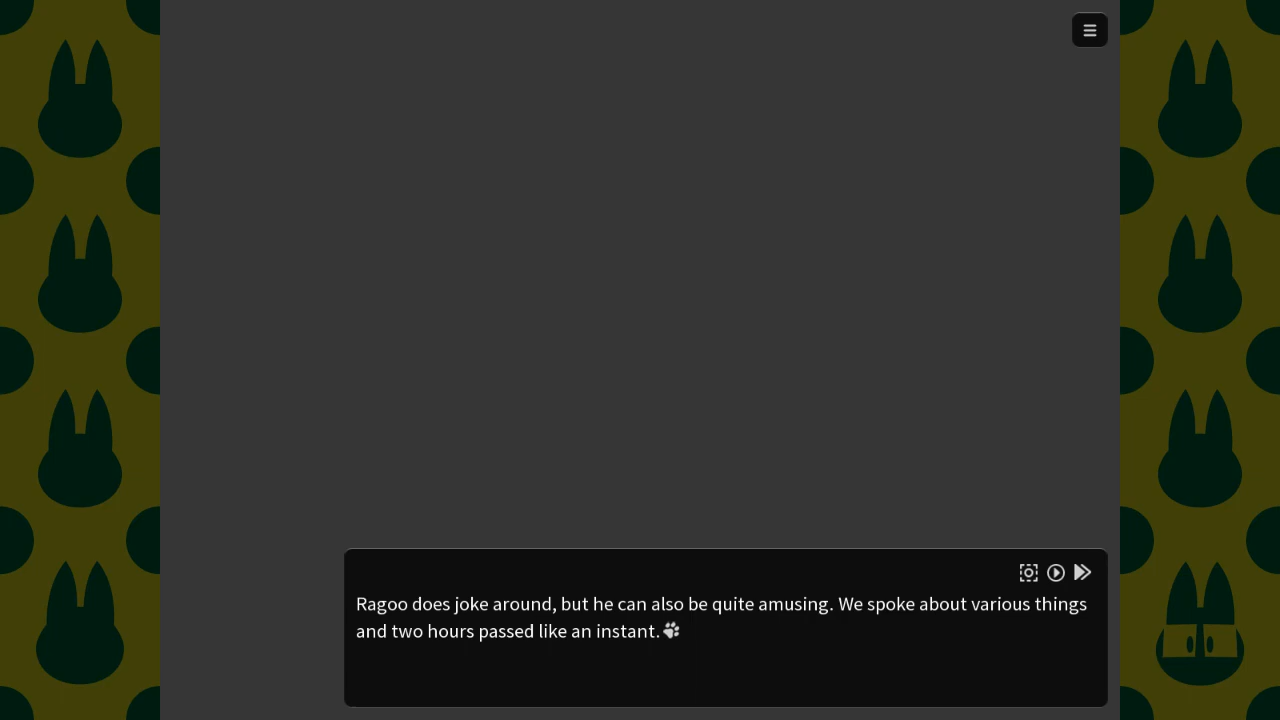 Ragoo does joke around, but he can also be quite amusing. We spoke about various things
and two hours passed like an instant.